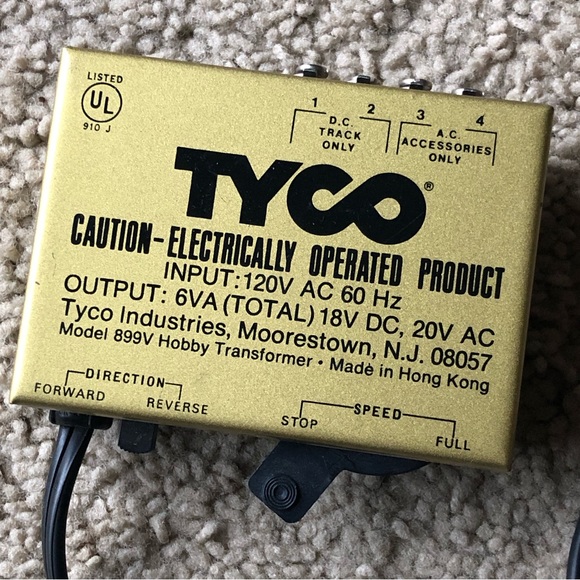 LISTED
UL
910 J
1 2 3 4
D.C. TRACK ONLY
A.C. ACCESSORIES ONLY
TYCO®
CAUTION-ELECTRICALLY OPERATED PRODUCT
INPUT: 120V AC 60 Hz
OUTPUT: 6VA (TOTAL) 18V DC, 20V AC
Tyco Industries, Moorestown, N.J. 08057
Model 899V Hobby Transformer • Made in Hong Kong
DIRECTION
FORWARD REVERSE
SPEED
STOP FULL